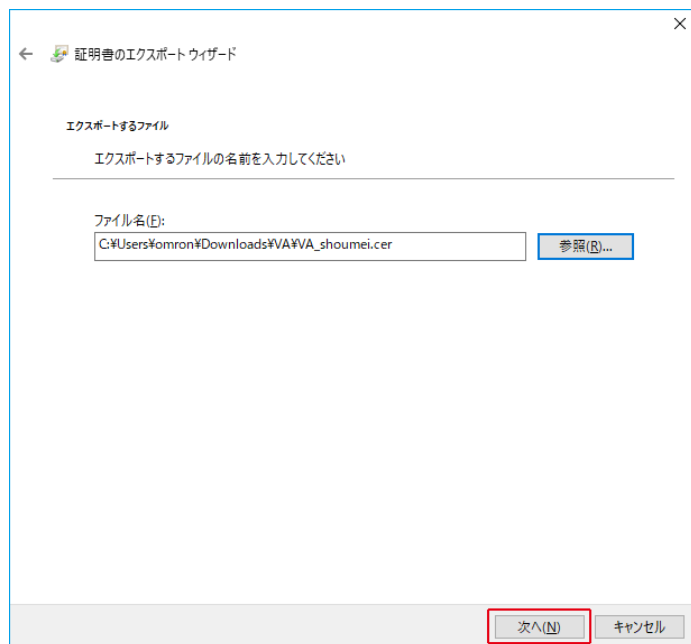 証明書のエクスポート ウィザード
エクスポートするファイル
エクスポートするファイルの名前を入力してください
ファイル名(F):
C:¥Users¥omron¥Downloads¥VA¥VA_shoumei.cer
参照(R)...
次へ(N)
キャンセル